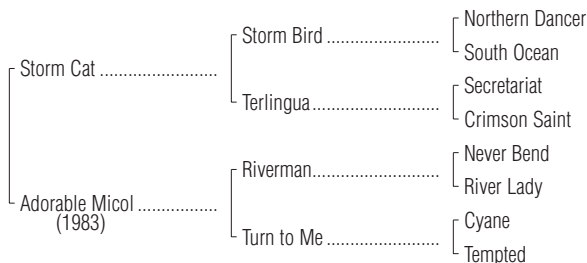 Northern Dancer
Storm Bird ........................................
South Ocean
Storm Cat ..........................................
Secretariat
Terlingua ............................................
Crimson Saint
Never Bend
Riverman............................................
River Lady
Adorable Micol ............................
(1983)
Cyane
Turn to Me ........................................
Tempted